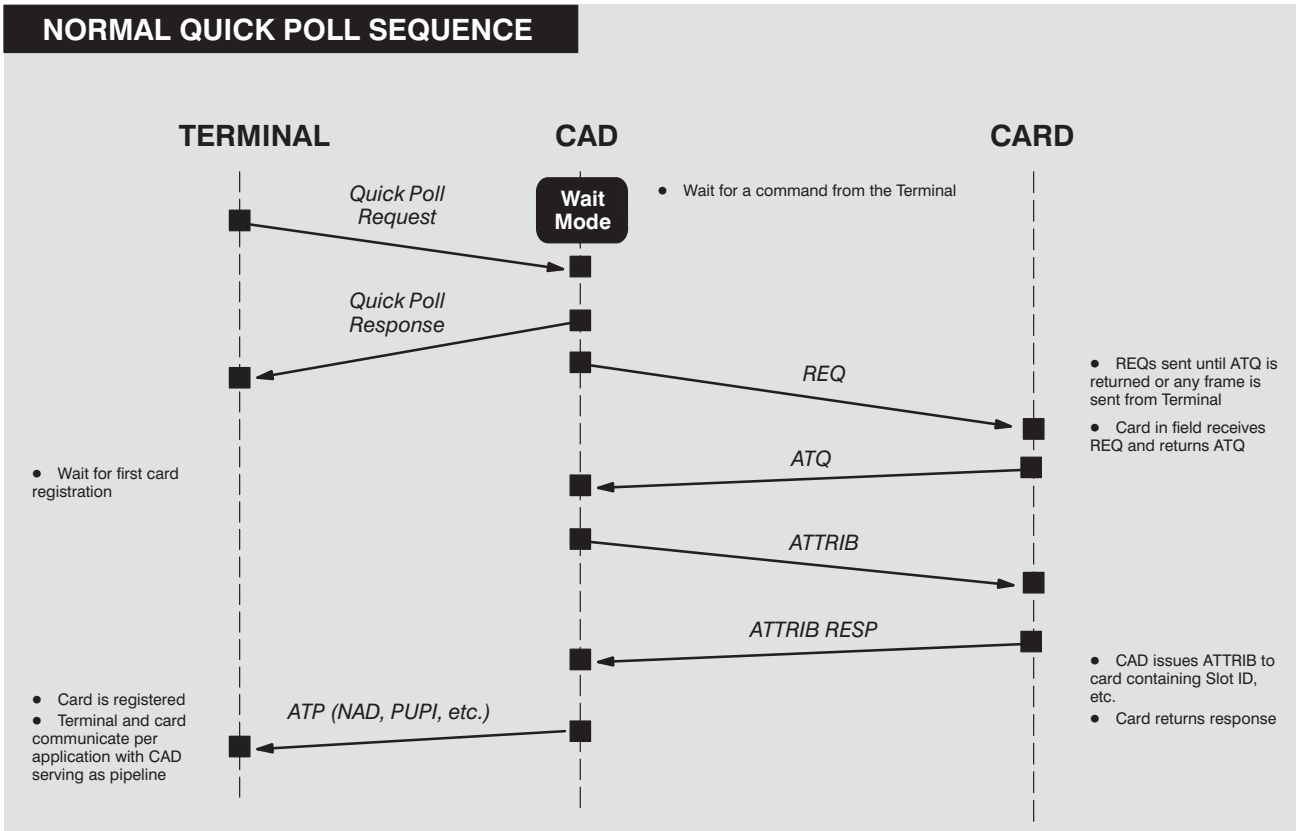 NORMAL QUICK POLL SEQUENCE
TERMINAL
CAD
CARD
Quick Poll
Request
Wait
Mode
● Wait for a command from the Terminal
Quick Poll
Response
REQ
● REQs sent until ATQ is
returned or any frame is
sent from Terminal
● Card in field receives
REQ and returns ATQ
● Wait for first card
registration
ATQ
ATTRIB
ATTRIB RESP
● CAD issues ATTRIB to
card containing Slot ID,
etc.
● Card returns response
● Card is registered
● Terminal and card
communicate per
application with CAD
serving as pipeline
ATP (NAD, PUPI, etc.)